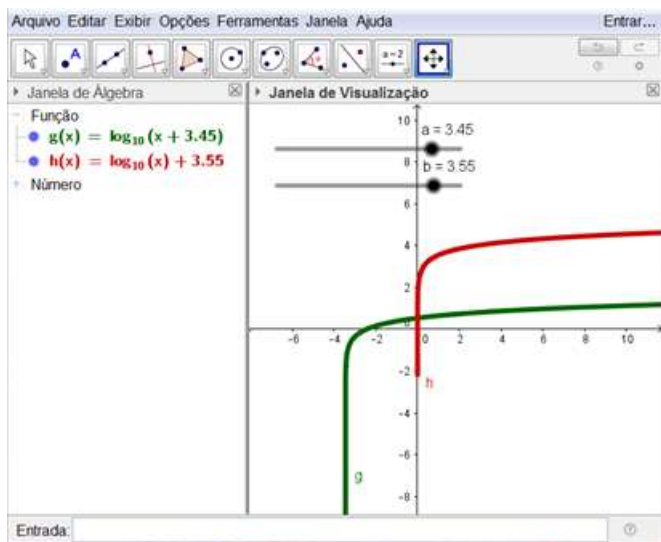 Arquivo Editar Exibir Opções Ferramentas Janela Ajuda Entrar...
A a=2
Janela de Álgebra Janela de Visualização
Função
g(x) = log₁₀(x + 3.45)
h(x) = log₁₀(x) + 3.55
Número
a = 3.45
b = 3.55
10
8
6
4
2
0
-6 -4 -2 0 2 4 6 8 10
-2
h
-4
-6
g
-8
Entrada: